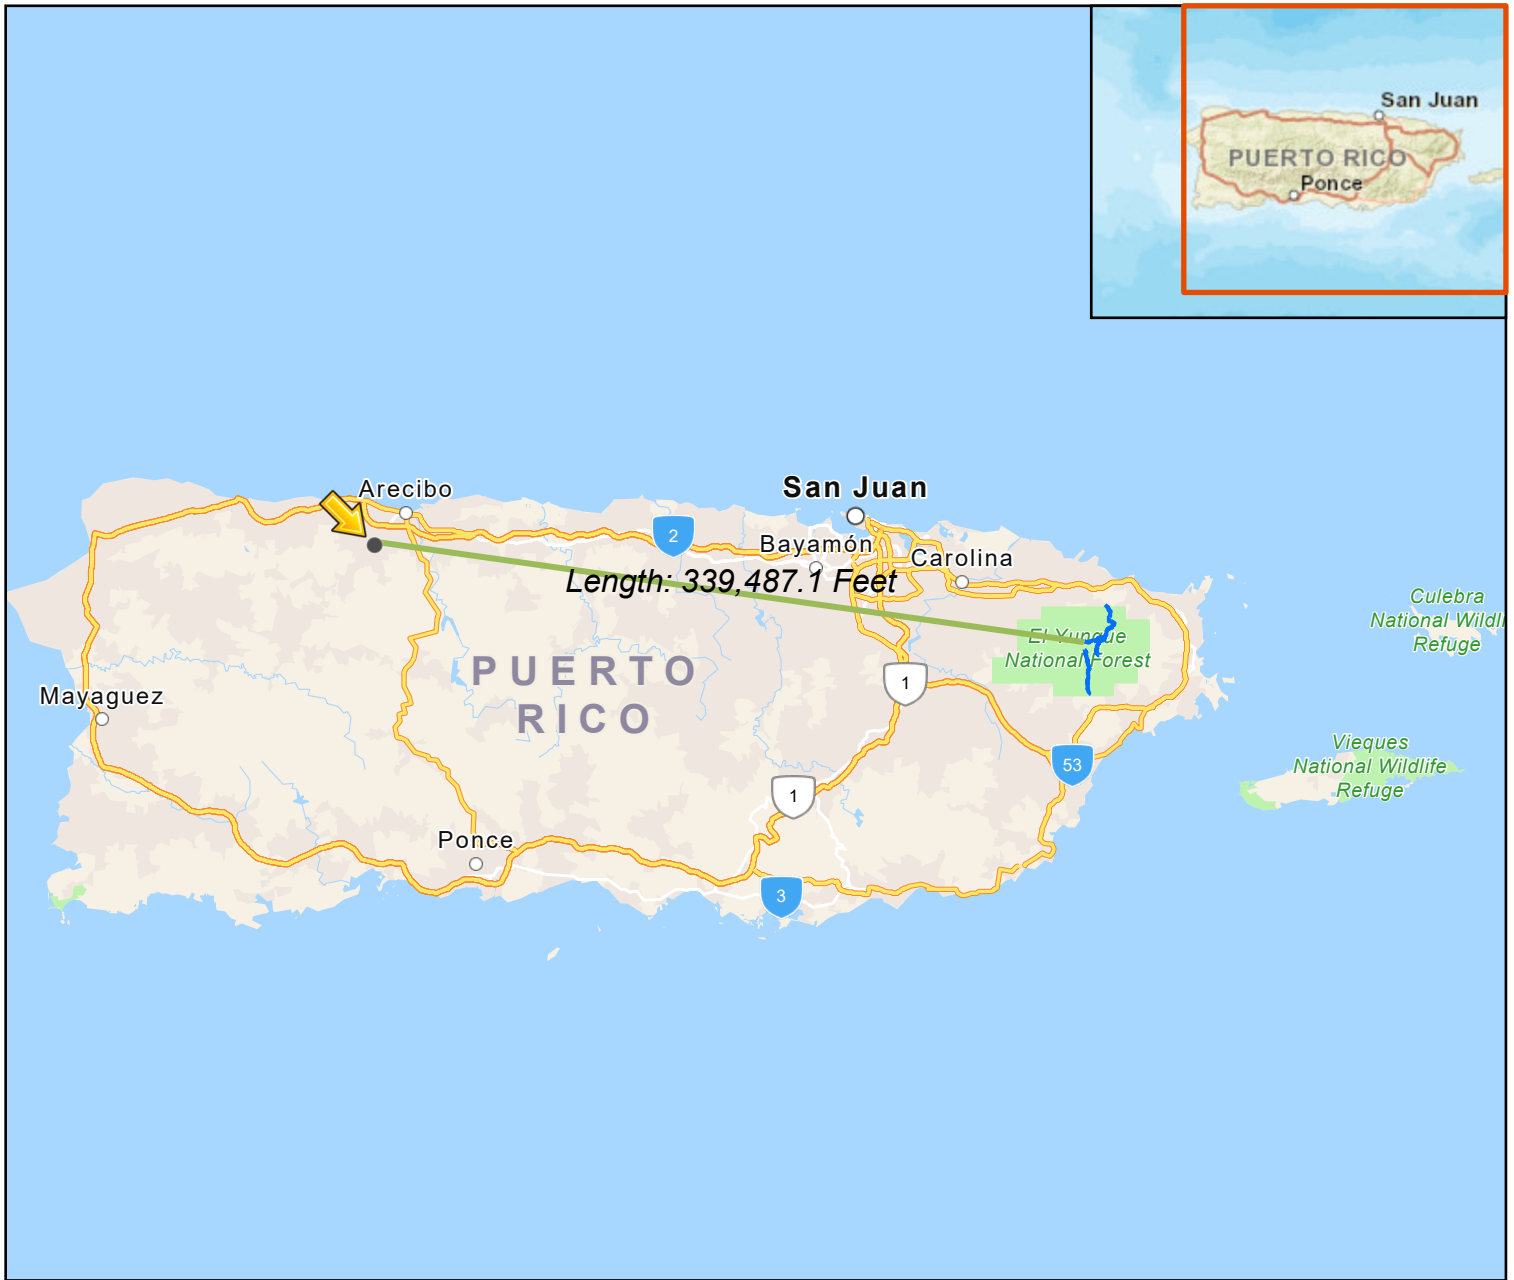 San Juan
PUERTO RICO
Ponce
Arecibo
San Juan
2
Bayamón
Carolina
Length: 339,487.1 Feet
Culebra
National Wildli
Refuge
El Yunque
National Forest
PUERTO
RICO
1
Mayaguez
Vieques
National Wildlife
Refuge
53
1
Ponce
3